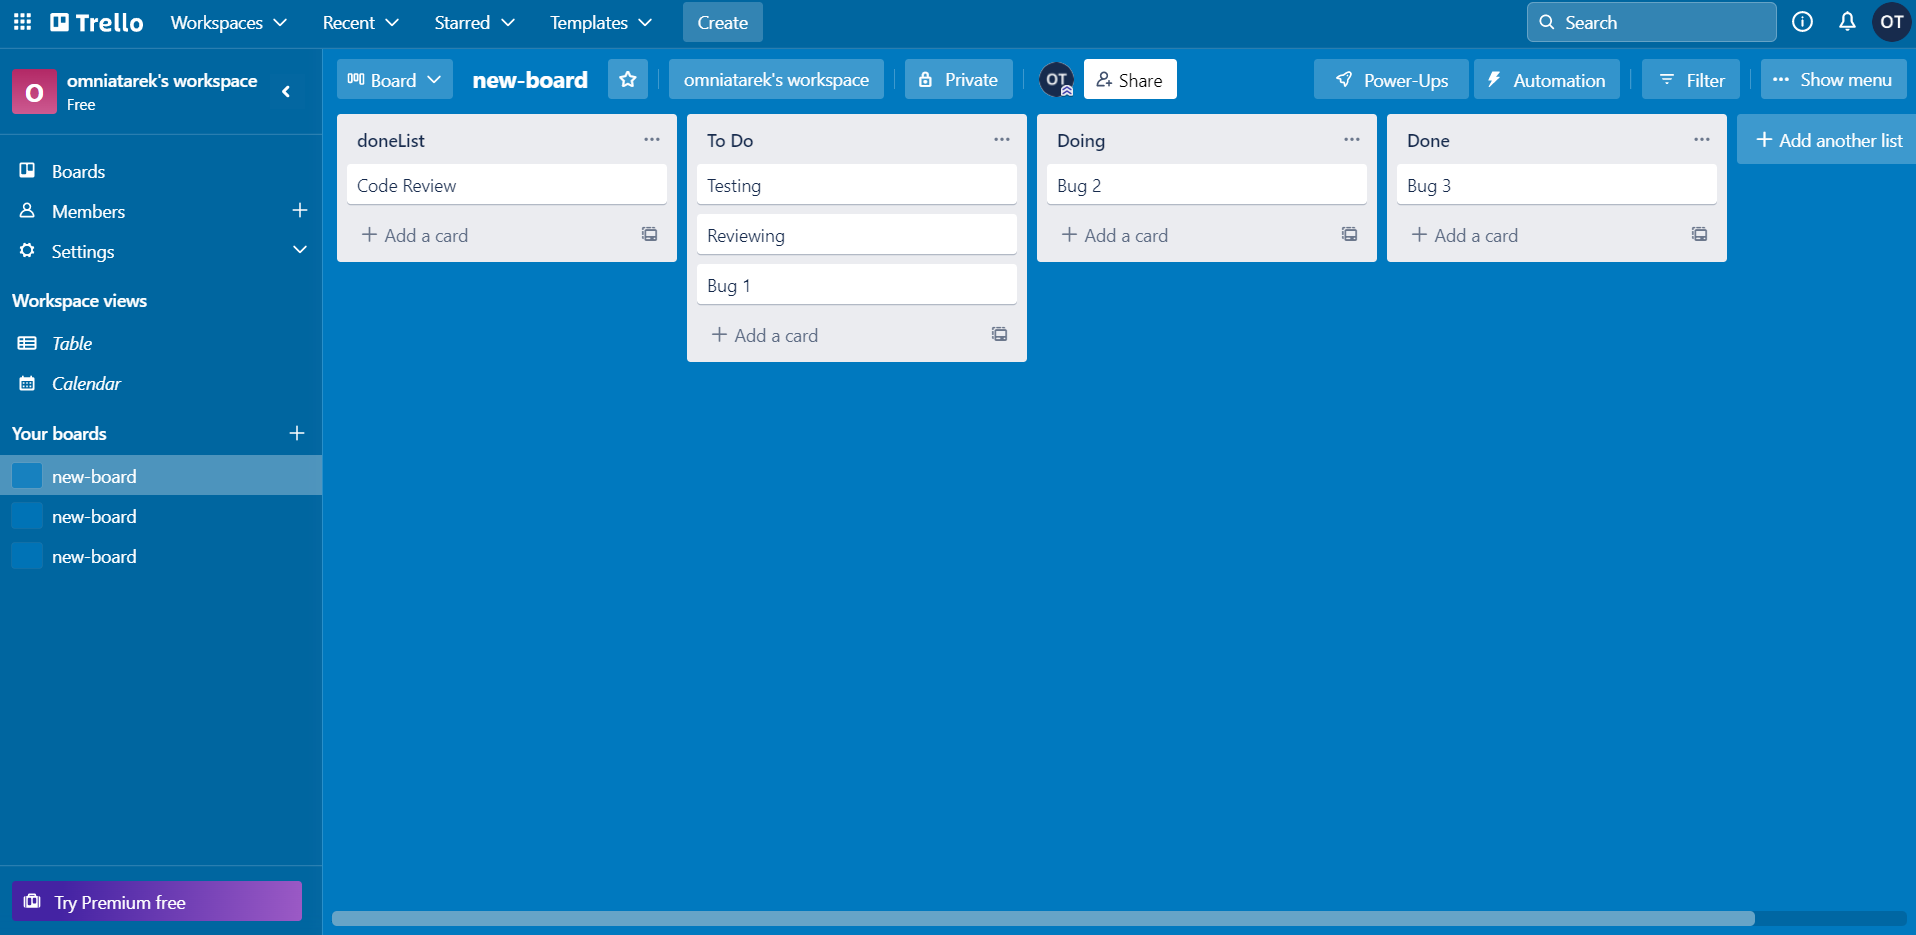 Trello Workspaces Recent Starred Templates Create Search OT
O omniatarek's workspace
Free
Boards
Members
Settings
Workspace views
Table
Calendar
Your boards
new-board
new-board
new-board
Try Premium free
Board new-board omniatarek's workspace Private OT Share Power-Ups Automation Filter Show menu
doneList
Code Review
Add a card
To Do
Testing
Reviewing
Bug 1
Add a card
Doing
Bug 2
Add a card
Done
Bug 3
Add a card
Add another list